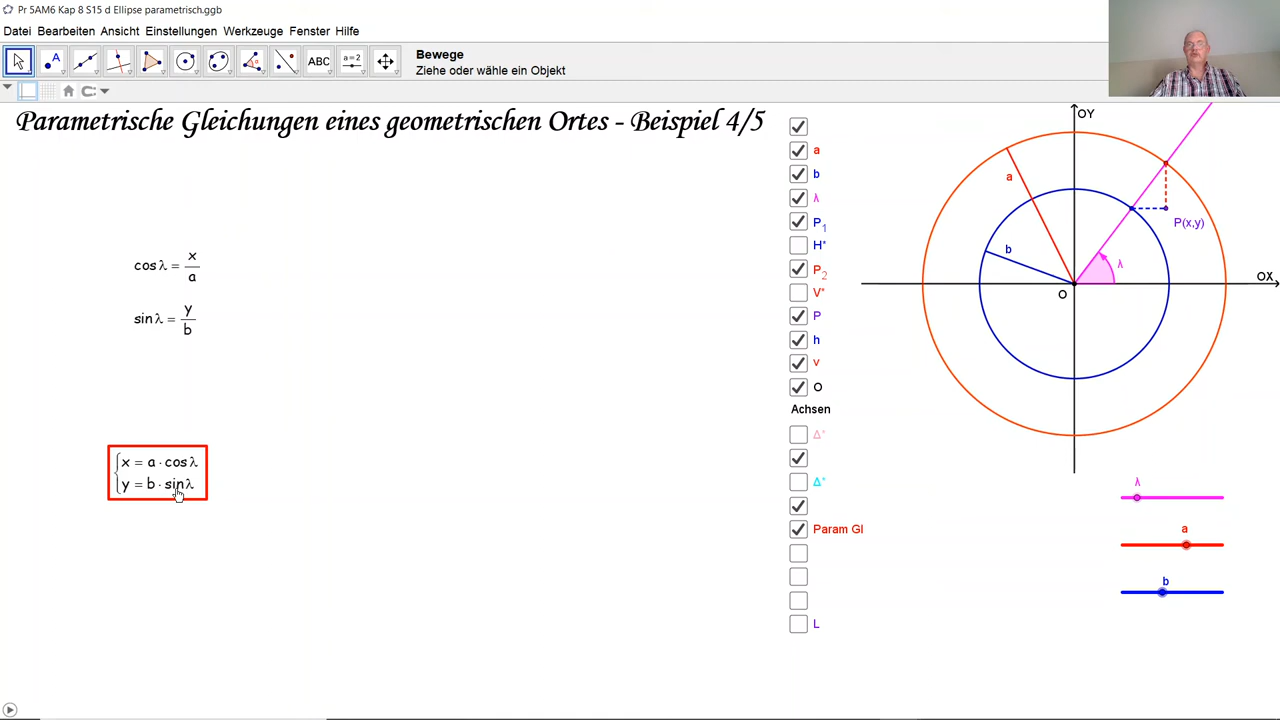 Pr 5AM6 Kap 8 S15 d Ellipse parametrisch.ggb
Datei Bearbeiten Ansicht Einstellungen Werkzeuge Fenster Hilfe
A
ABC
a=2
Bewege
Ziehe oder wähle ein Objekt
Parametrische Gleichungen eines geometrischen Ortes - Beispiel 4/5
cos λ = x/a
sin λ = y/b
{ x = a · cos λ
y = b · sin λ
a
b
λ
P₁
H*
P₂
V*
P
h
v
O
Achsen
Δ*
Δ*
Param Gl
L
OY
a
P(x,y)
b
λ
OX
O
λ
a
b